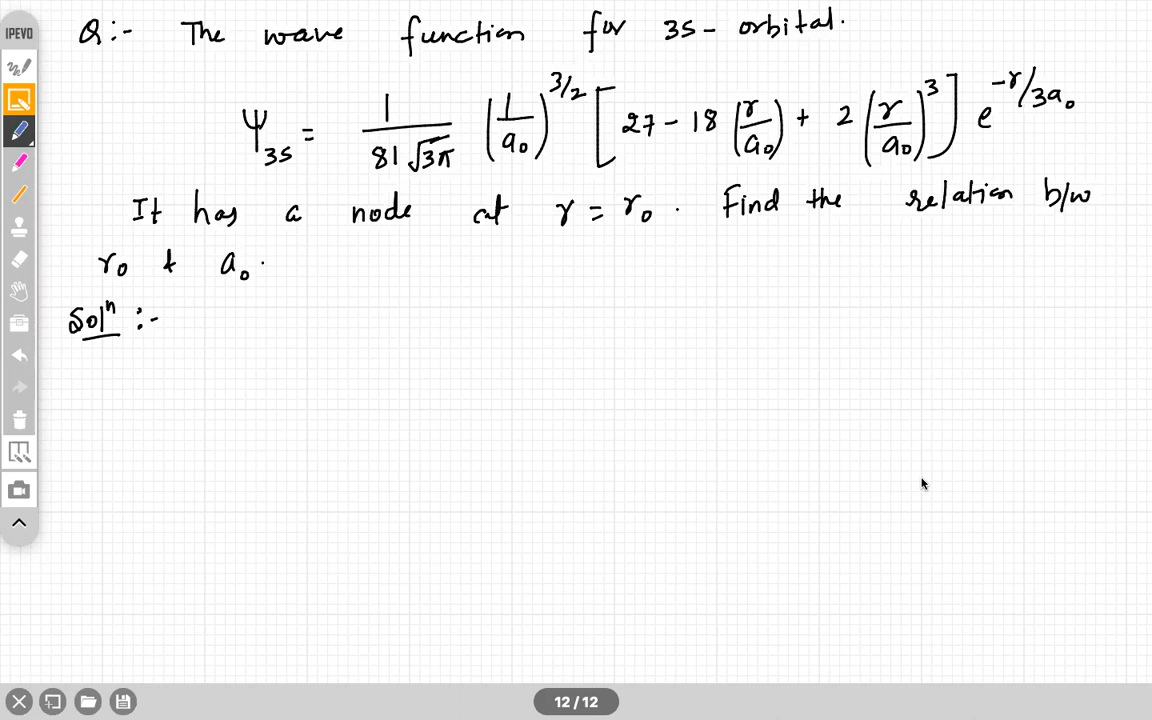 IPEVO
Q:- The wave function for 3s- orbital.
Ψ3s = 1/81√3π (1/a₀)^3/2 [27 - 18 (r/a₀) + 2 (r/a₀)^3] e^-r/3a₀
It has a node at r = r₀. Find the relation b/w
r₀ & a₀.
Solⁿ :-
12 / 12